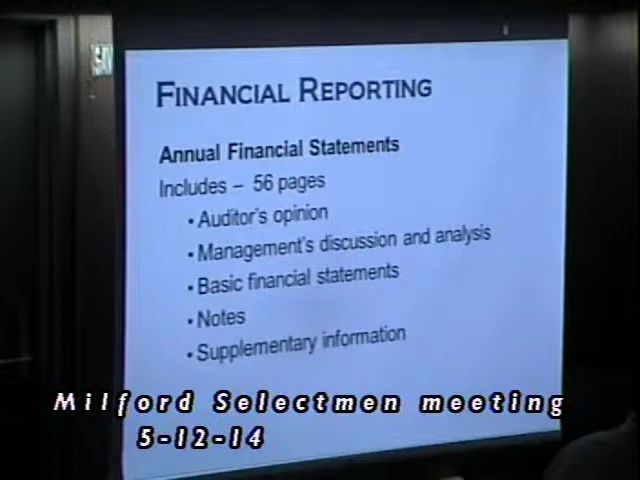 FINANCIAL REPORTING
Annual Financial Statements
Includes – 56 pages
• Auditor's opinion
• Management's discussion and analysis
• Basic financial statements
• Notes
• Supplementary information
Milford Selectmen meeting
5-12-14